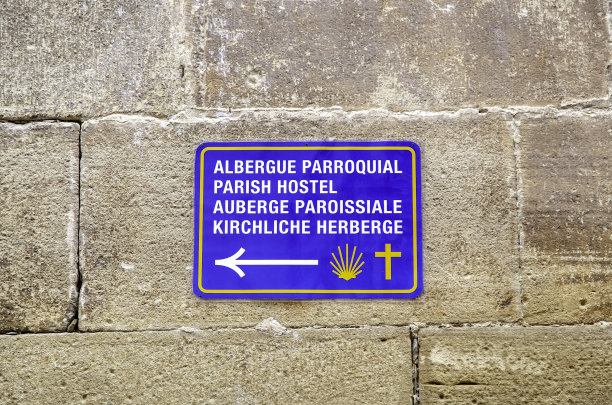 ALBERGUE PARROQUIAL
PARISH HOSTEL
AUBERGE PAROISSIALE
KIRCHLICHE HERBERGE